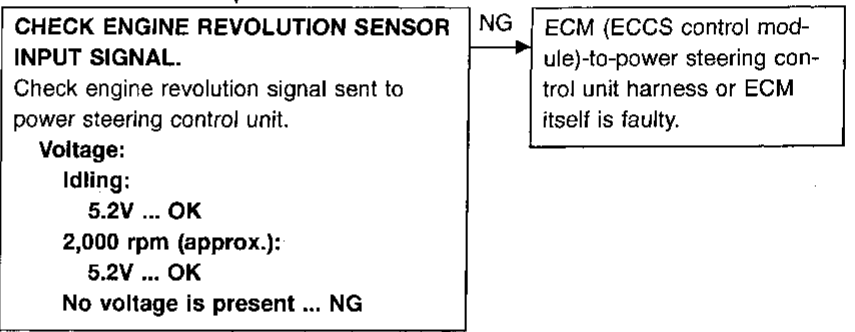 CHECK ENGINE REVOLUTION SENSOR
INPUT SIGNAL.
Check engine revolution signal sent to
power steering control unit.
Voltage:
Idling:
5.2V ... OK
2,000 rpm (approx.):
5.2V ... OK
No voltage is present ... NG
NG
ECM (ECCS control mod-
ule)-to-power steering con-
trol unit harness or ECM
itself is faulty.